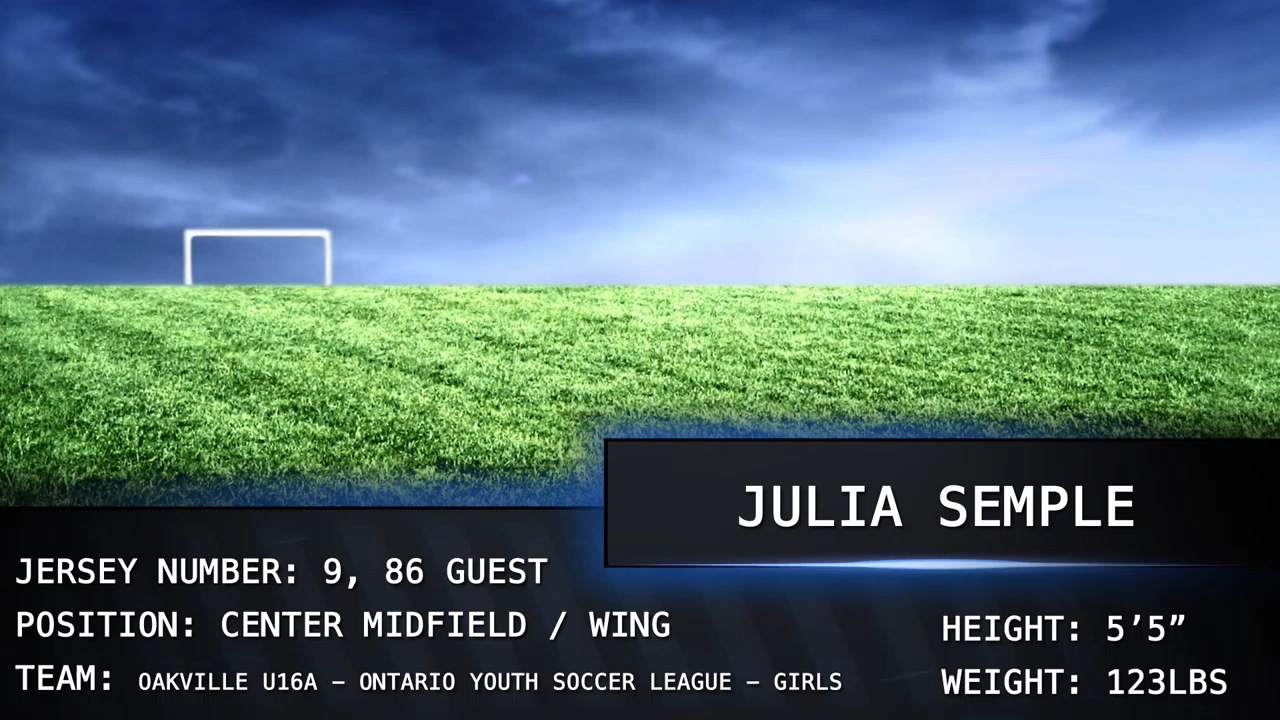 JULIA SEMPLE
JERSEY NUMBER: 9, 86 GUEST
POSITION: CENTER MIDFIELD / WING
TEAM: OAKVILLE U16A – ONTARIO YOUTH SOCCER LEAGUE – GIRLS
HEIGHT: 5’5”
WEIGHT: 123LBS